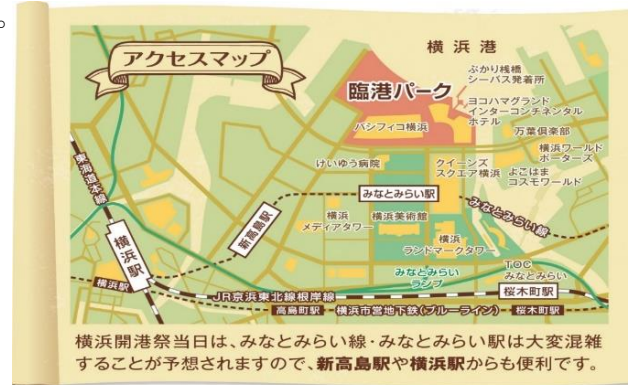 。
アクセスマップ
横浜港
臨港パーク
ぷかり桟橋
シーバス発着所
ヨコハマグランド
インターコンチネンタル
ホテル
パシフィコ横浜
万葉倶楽部
横浜ワールド
ポーターズ
けいゆう病院
クイーンズ
スクエア横浜
よこはま
コスモワールド
東海道本線
みなとみらい駅
みなとみらい線
新高島駅
横浜
メディアタワー
横浜美術館
横浜
ランドマークタワー
横浜駅
みなとみらい
ランプ
TOC
みなとみらい
横浜駅
JR京浜東北線根岸線
桜木町駅
高島町駅
横浜市営地下鉄(ブルーライン)
桜木町駅
横浜開港祭当日は、みなとみらい線・みなとみらい駅は大変混雑
することが予想されますので、新高島駅や横浜駅からも便利です。